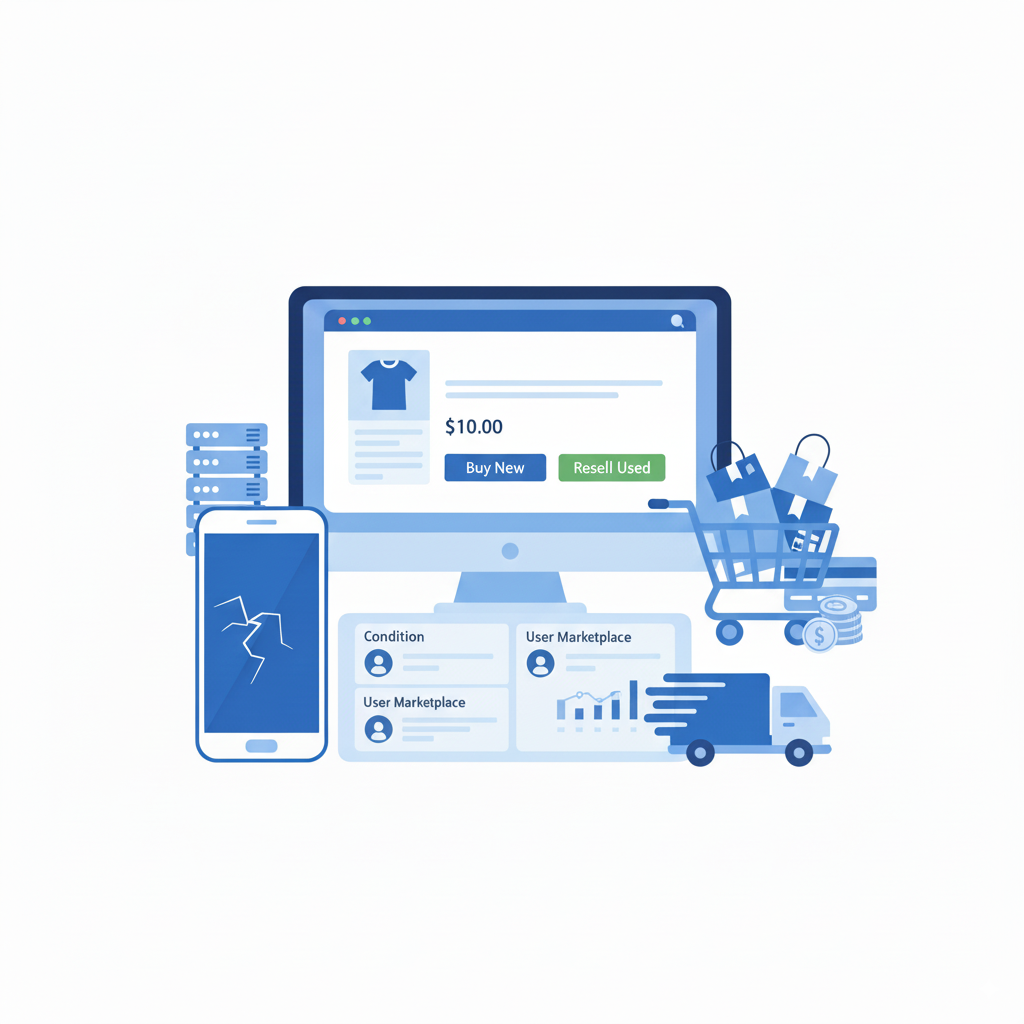 $10.00
Buy New
Resell Used
Condition
User Marketplace
User Marketplace
$